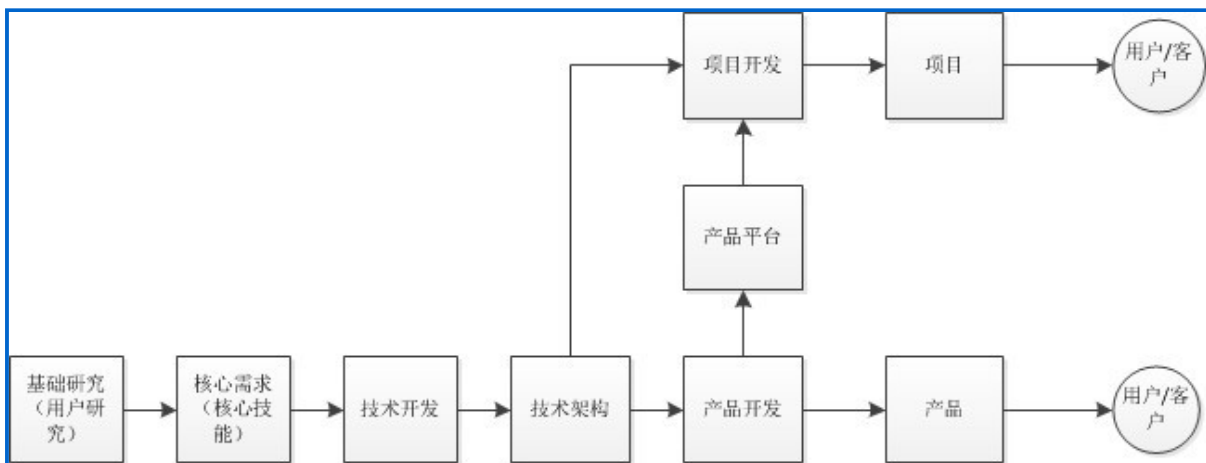 项目开发
项目
用户/客
户
产品平台
基础研究
（用户研
究）
核心需求
（核心技
能）
技术开发
技术架构
产品开发
产品
用户/客
户